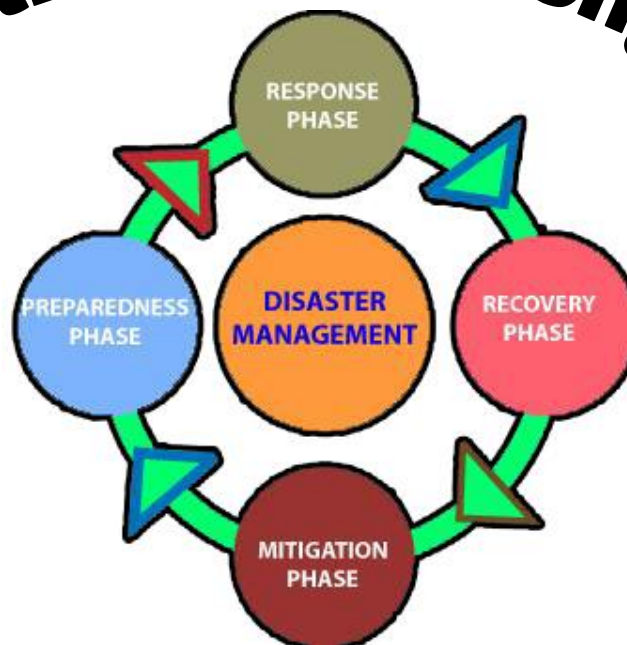 RESPONSE
PHASE
PREPAREDNESS
PHASE
DISASTER
MANAGEMENT
RECOVERY
PHASE
MITIGATION
PHASE